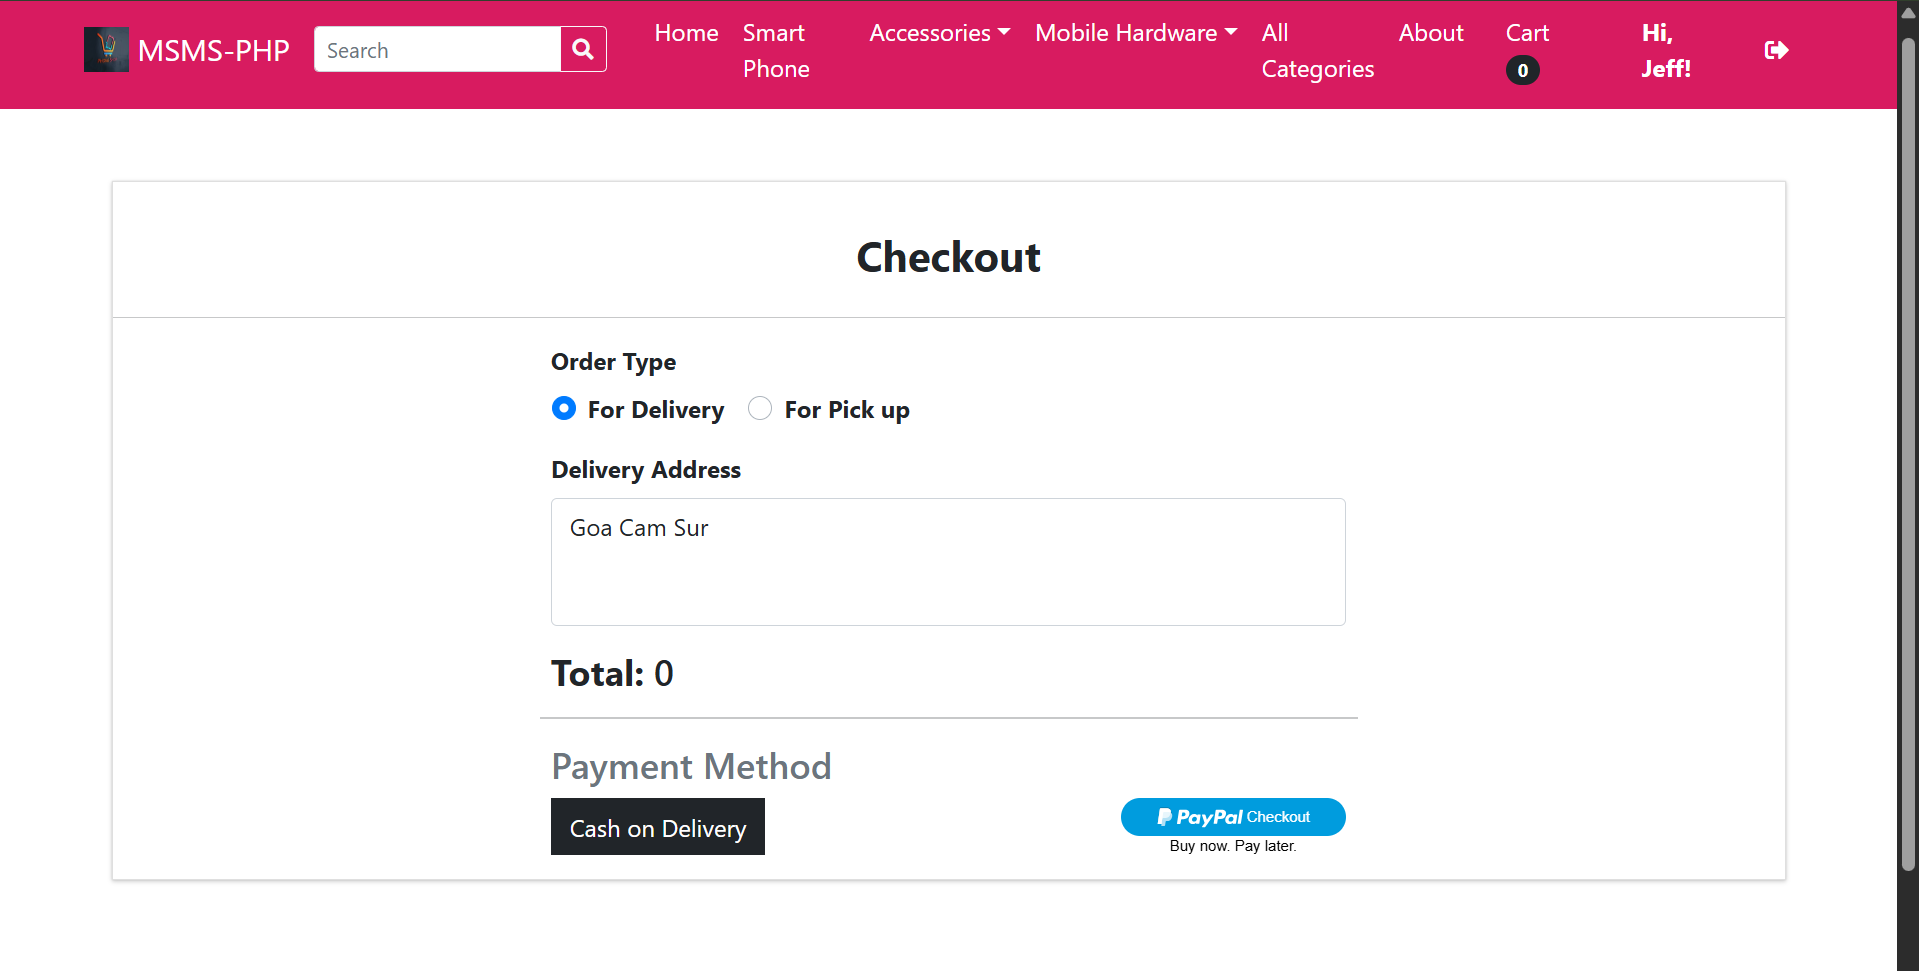 MSMS-PHP
Search
Home
Smart
Phone
Accessories
Mobile Hardware
All
Categories
About
Cart
0
Hi,
Jeff!
Checkout
Order Type
For Delivery
For Pick up
Delivery Address
Goa Cam Sur
Total: 0
Payment Method
Cash on Delivery
PayPal Checkout
Buy now. Pay later.